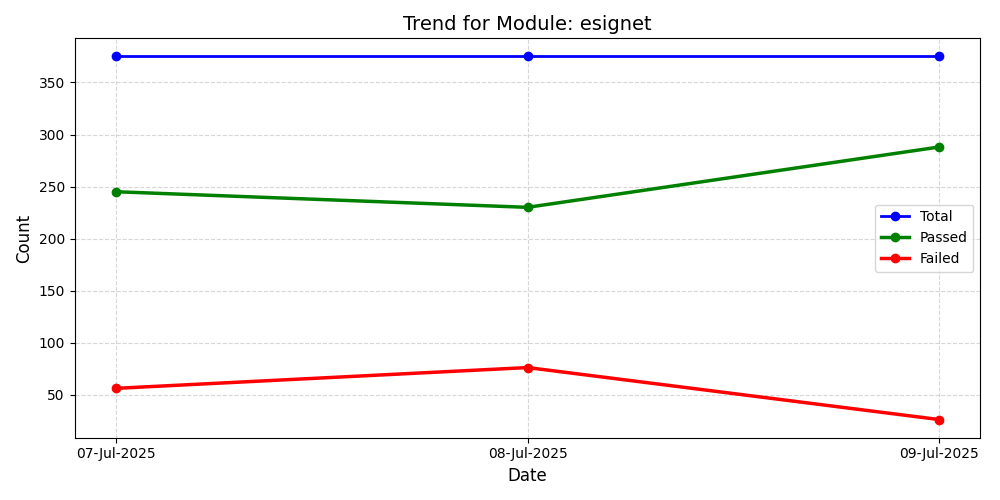 Trend for Module: esignet
Count
350
300
250
200
150
100
50
Total
Passed
Failed
07-Jul-2025 08-Jul-2025 09-Jul-2025
Date